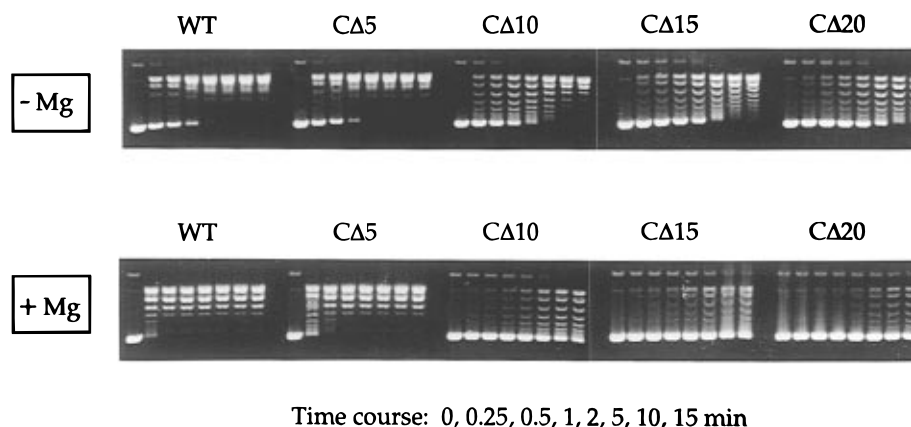 WT CΔ5 CΔ10 CΔ15 CΔ20
- Mg
WT CΔ5 CΔ10 CΔ15 CΔ20
+ Mg
Time course: 0, 0.25, 0.5, 1, 2, 5, 10, 15 min